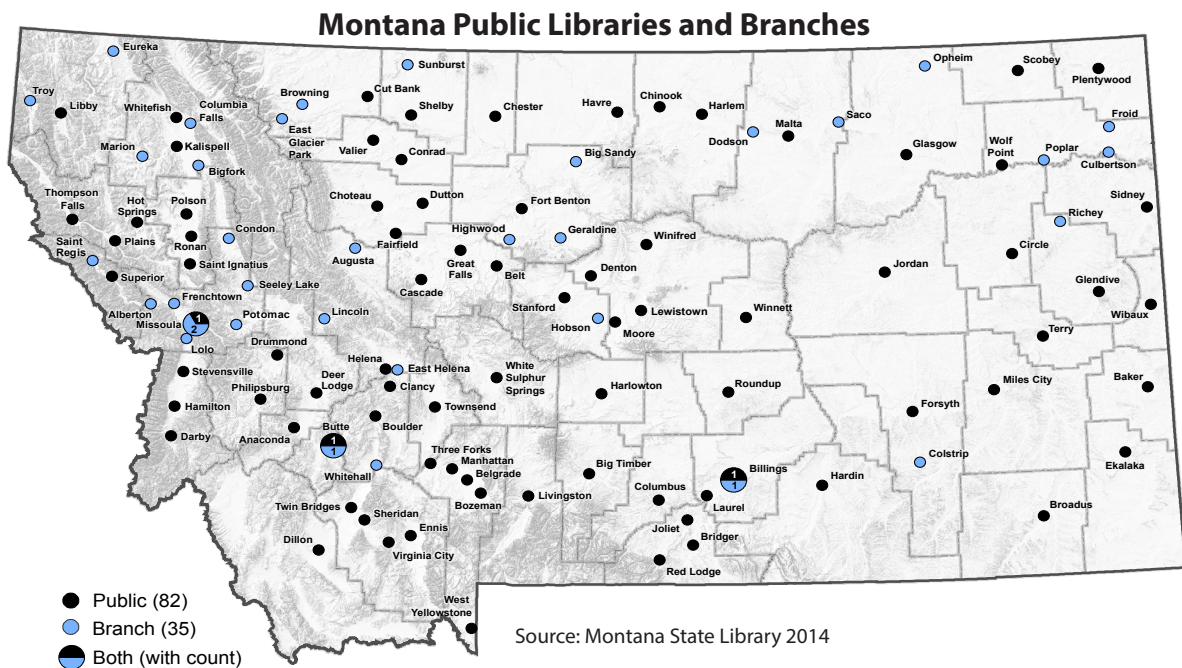 Montana Public Libraries and Branches
Eureka
Troy
Libby
Whitefish
Columbia
Falls
Marion
Kalispell
Bigfork
Browning
East
Glacier
Park
Sunburst
Cut Bank
Shelby
Valier
Conrad
Chester
Havre
Chinook
Harlem
Big Sandy
Dodson
Malta
Saco
Opheim
Scobey
Plentywood
Glasgow
Wolf
Point
Poplar
Froid
Culbertson
Sidney
Richey
Thompson
Falls
Hot
Springs
Polson
Plains
Ronan
Condon
Saint
Regis
Superior
Saint Ignatius
Seeley Lake
Choteau
Dutton
Fairfield
Augusta
Fort Benton
Highwood
Geraldine
Winifred
Great
Falls
Belt
Cascade
Denton
Stanford
Hobson
Moore
Lewistown
Winnett
Jordan
Circle
Glendive
Wibaux
Terry
Alberton
Frenchtown
Missoula
1
2
Lolo
Potomac
Lincoln
Drummond
Stevensville
Philipsburg
Hamilton
Darby
Anaconda
Deer
Lodge
Helena
East Helena
Clancy
Townsend
Boulder
Butte
1
1
Whitehall
White
Sulphur
Springs
Harlowton
Roundup
Miles City
Forsyth
Baker
Ekalaka
Colstrip
Broadus
Three Forks
Manhattan
Belgrade
Bozeman
Livingston
Big Timber
Columbus
Billings
1
1
Laurel
Hardin
Joliet
Bridger
Red Lodge
Twin Bridges
Sheridan
Ennis
Virginia City
Dillon
West
Yellowstone
Public (82)
Branch (35)
Both (with count)
Source: Montana State Library 2014